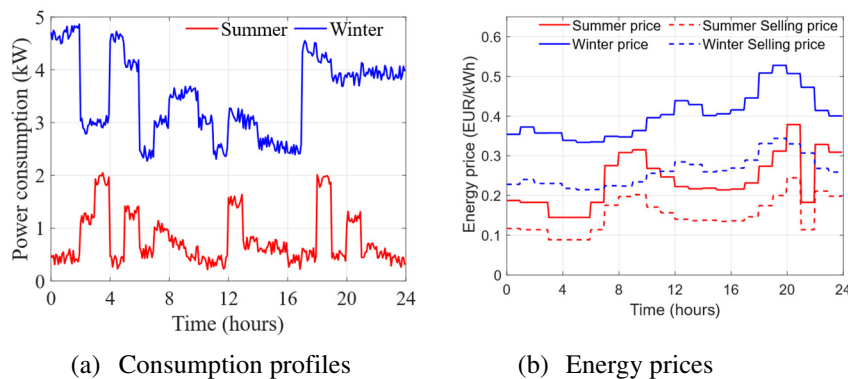 5
4
3
2
1
0
Power consumption (kW)
Summer Winter
0 4 8 12 16 20 24
Time (hours)
(a) Consumption profiles
0.6
0.5
0.4
0.3
0.2
0.1
0
Energy price (EUR/kWh)
Summer price Summer Selling price
Winter price Winter Selling price
0 4 8 12 16 20 24
Time (hours)
(b) Energy prices